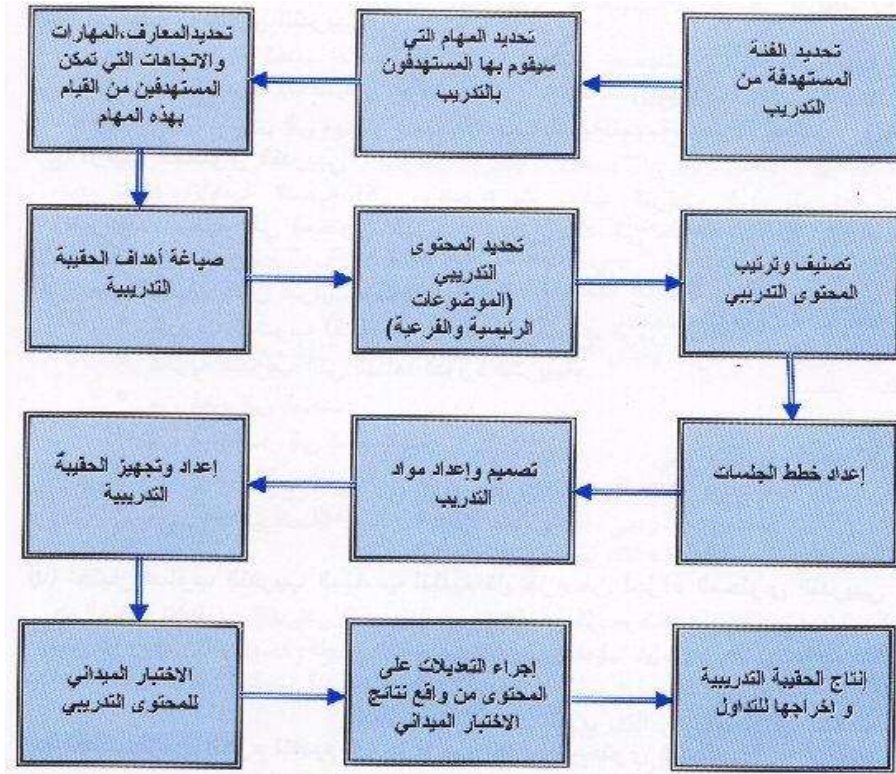 تحديد الفئة
المستهدفة من
التدريب
تحديد المهام التي
سيقوم بها المستهدفون
بالتدريب
تحديد المعارف،المهارات
والاتجاهات التي تمكن
المستهدفين من القيام
بهذه المهام
صياغة أهداف الحقيبة
التدريبية
تحديد المحتوى
التدريبي
(الموضوعات
الرئيسية والفرعية)
تصنيف وترتيب
المحتوى التدريبي
إعداد خطط الجلسات
تصميم وإعداد مواد
التدريب
إعداد وتجهيز الحقيبة
التدريبية
الاختبار الميداني
للمحتوى التدريبي
إجراء التعديلات على
المحتوى من واقع نتائج
الاختبار الميداني
إنتاج الحقيبة التدريبية
و إخراجها للتداول